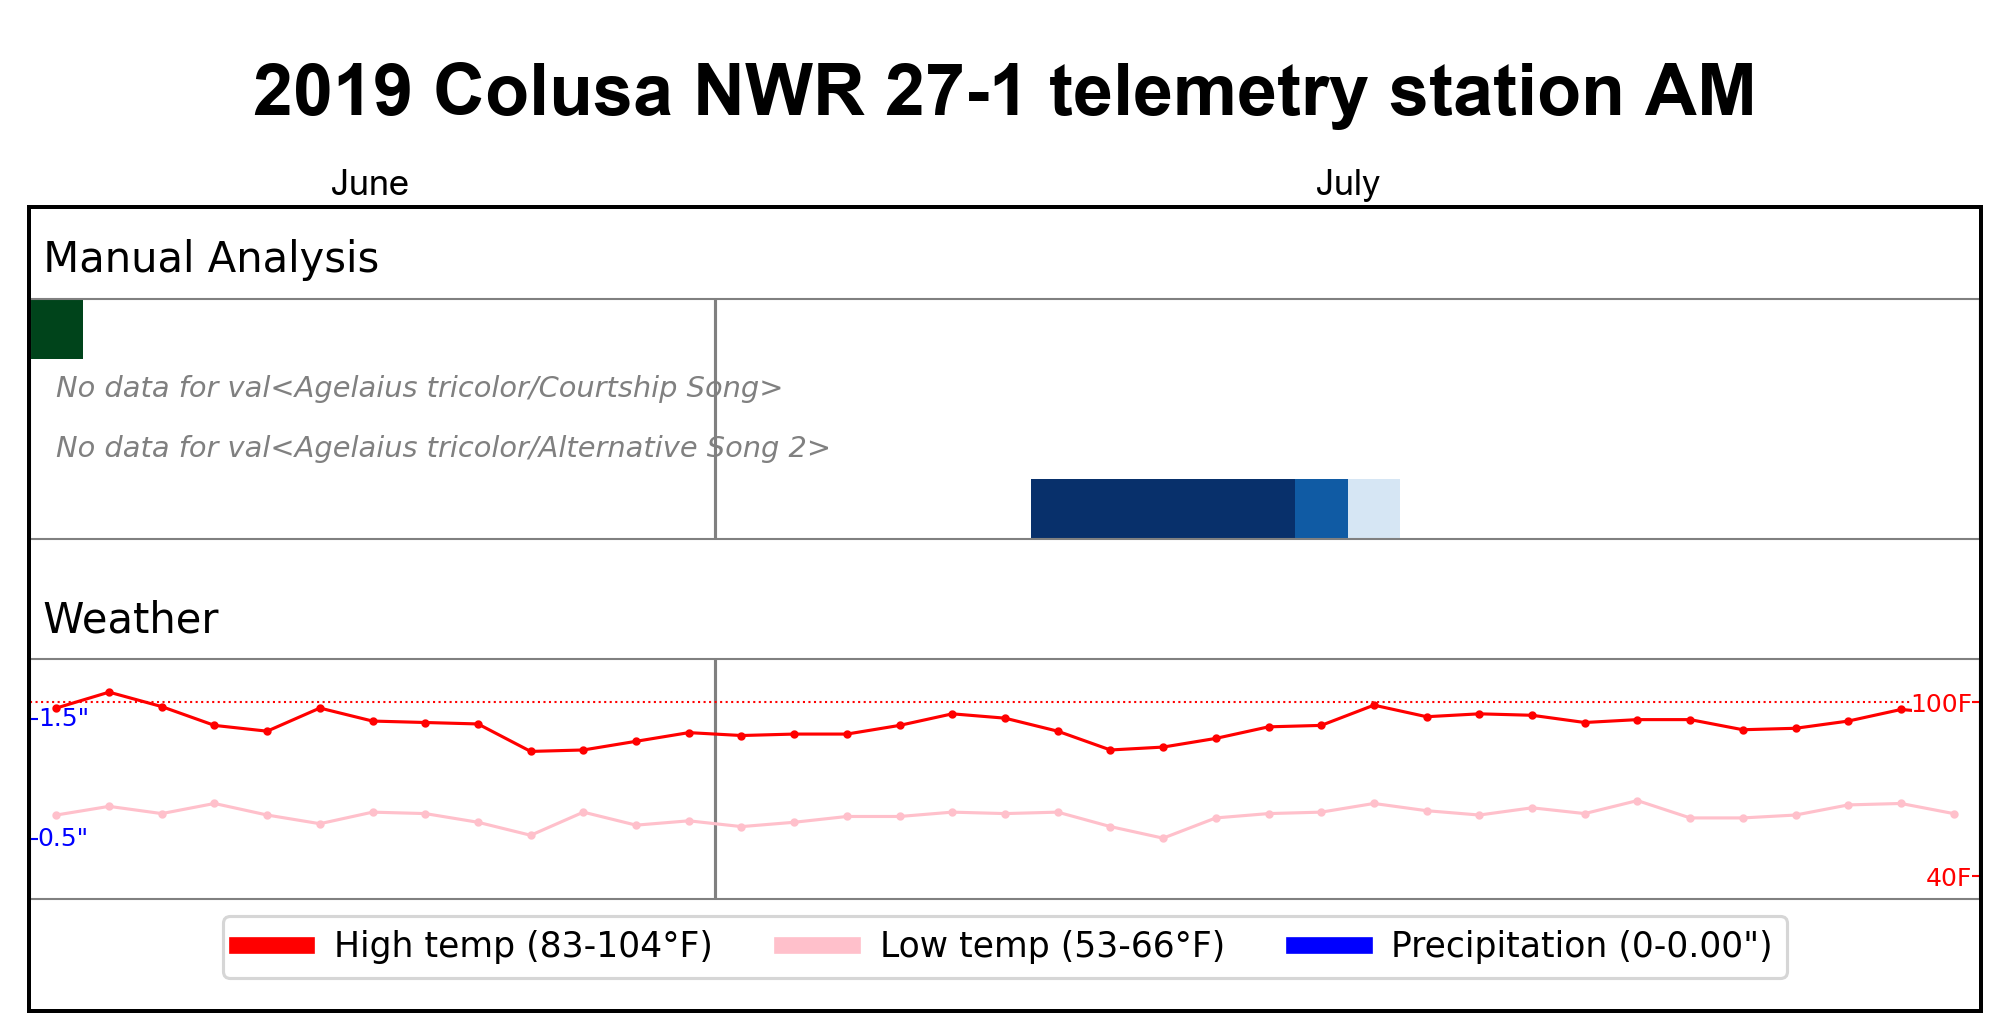 2019 Colusa NWR 27-1 telemetry station AM
June July
Manual Analysis
No data for val<Agelaius tricolor/Courtship Song>
No data for val<Agelaius tricolor/Alternative Song 2>
Weather
100F
1.5"
0.5"
40F
High temp (83-104°F) Low temp (53-66°F) Precipitation (0-0.00")